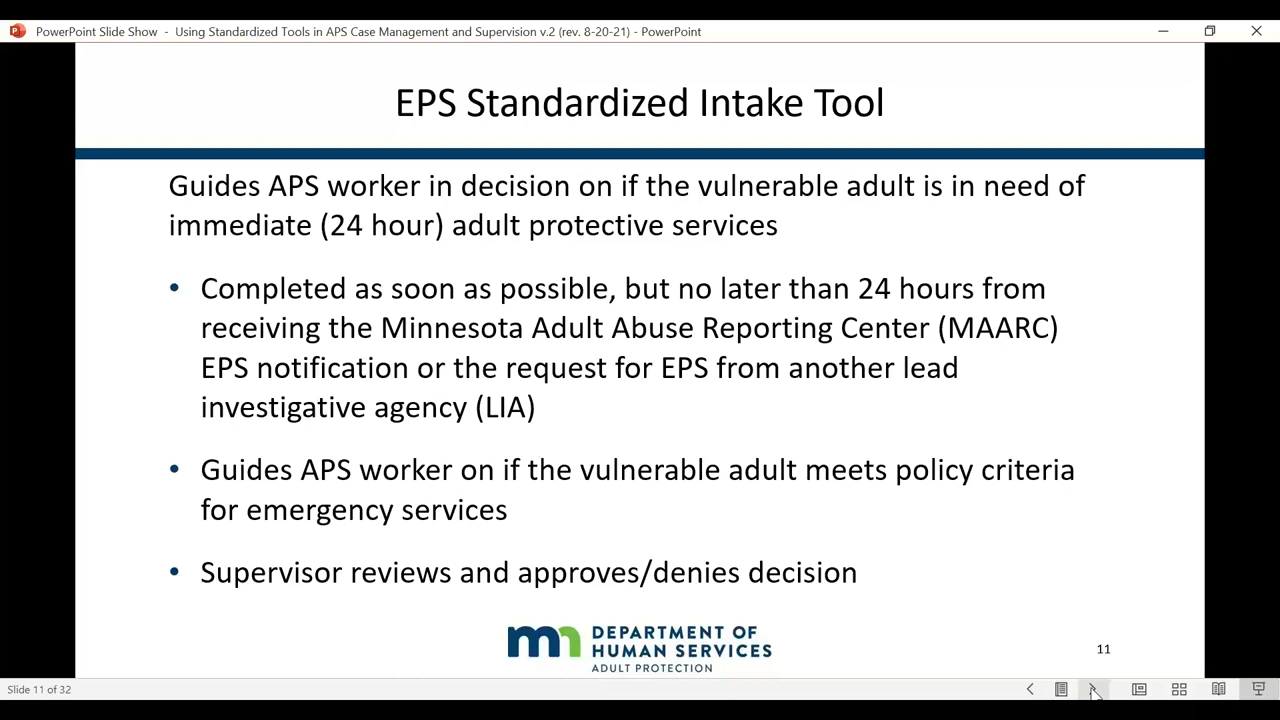 PowerPoint Slide Show - Using Standardized Tools in APS Case Management and Supervision v.2 (rev. 8-20-21) - PowerPoint
EPS Standardized Intake Tool
Guides APS worker in decision on if the vulnerable adult is in need of
immediate (24 hour) adult protective services
• Completed as soon as possible, but no later than 24 hours from
receiving the Minnesota Adult Abuse Reporting Center (MAARC)
EPS notification or the request for EPS from another lead
investigative agency (LIA)
• Guides APS worker on if the vulnerable adult meets policy criteria
for emergency services
• Supervisor reviews and approves/denies decision
mn DEPARTMENT OF
HUMAN SERVICES
ADULT PROTECTION
11
Slide 11 of 32